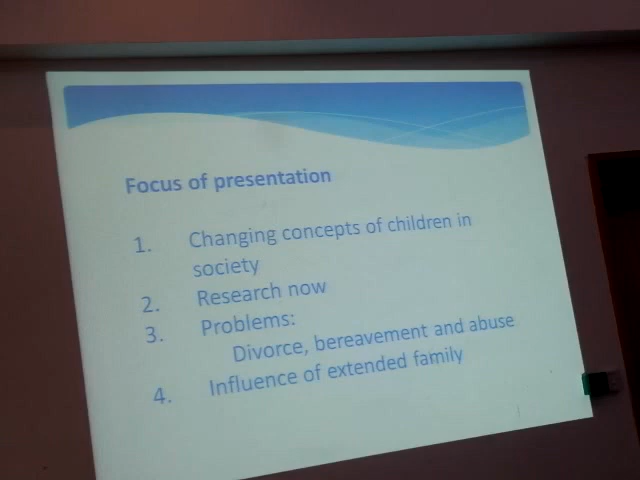 Focus of presentation
1. Changing concepts of children in
society
2. Research now
3. Problems:
Divorce, bereavement and abuse
4. Influence of extended family